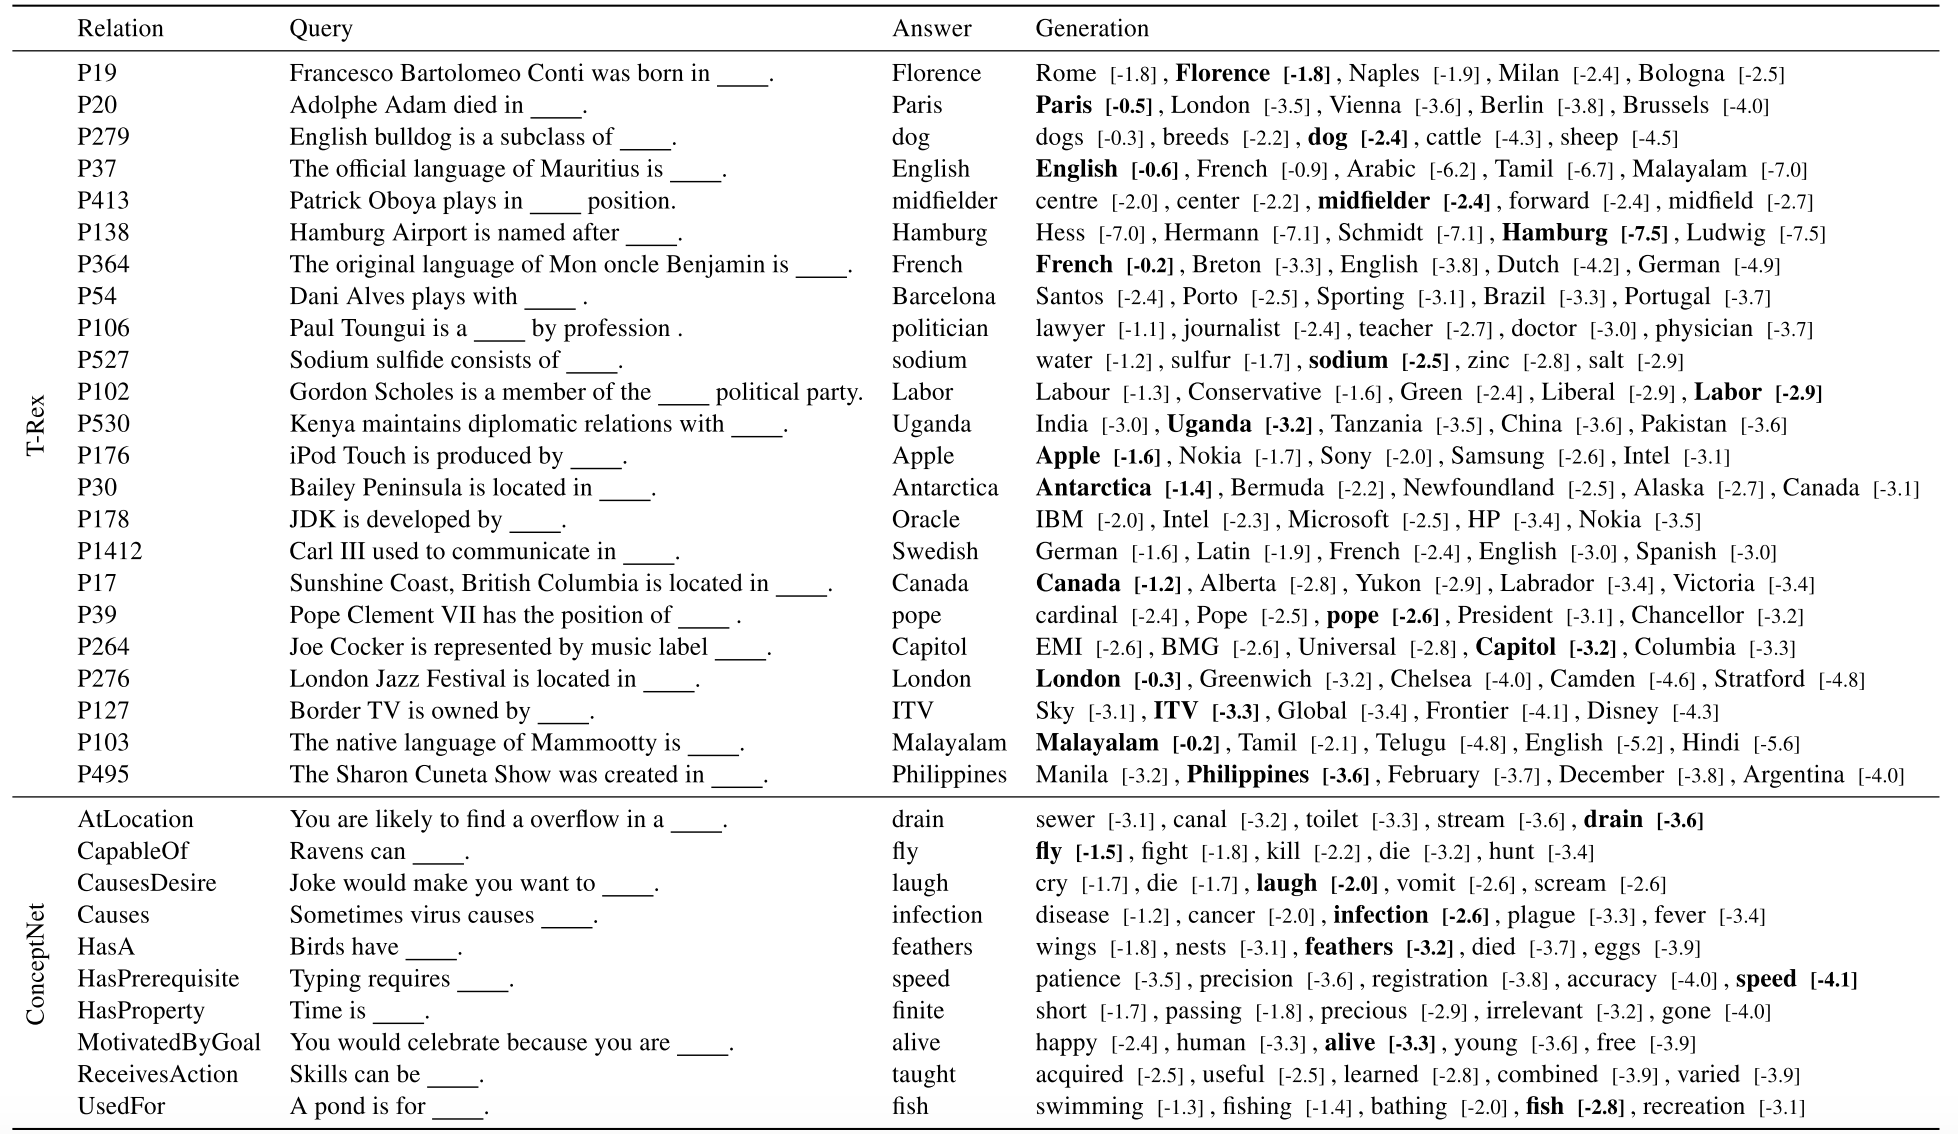 Relation Query Answer Generation
T-Rex
P19 Francesco Bartolomeo Conti was born in ____. Florence Rome [-1.8] , Florence [-1.8] , Naples [-1.9] , Milan [-2.4] , Bologna [-2.5]
P20 Adolphe Adam died in ____. Paris Paris [-0.5] , London [-3.5] , Vienna [-3.6] , Berlin [-3.8] , Brussels [-4.0]
P279 English bulldog is a subclass of ____. dog dogs [-0.3] , breeds [-2.2] , dog [-2.4] , cattle [-4.3] , sheep [-4.5]
P37 The official language of Mauritius is ____. English English [-0.6] , French [-0.9] , Arabic [-6.2] , Tamil [-6.7] , Malayalam [-7.0]
P413 Patrick Oboya plays in ____ position. midfielder centre [-2.0] , center [-2.2] , midfielder [-2.4] , forward [-2.4] , midfield [-2.7]
P138 Hamburg Airport is named after ____. Hamburg Hess [-7.0] , Hermann [-7.1] , Schmidt [-7.1] , Hamburg [-7.5] , Ludwig [-7.5]
P364 The original language of Mon oncle Benjamin is ____. French French [-0.2] , Breton [-3.3] , English [-3.8] , Dutch [-4.2] , German [-4.9]
P54 Dani Alves plays with ____ . Barcelona Santos [-2.4] , Porto [-2.5] , Sporting [-3.1] , Brazil [-3.3] , Portugal [-3.7]
P106 Paul Toungui is a ____ by profession . politician lawyer [-1.1] , journalist [-2.4] , teacher [-2.7] , doctor [-3.0] , physician [-3.7]
P527 Sodium sulfide consists of ____. sodium water [-1.2] , sulfur [-1.7] , sodium [-2.5] , zinc [-2.8] , salt [-2.9]
P102 Gordon Scholes is a member of the ____ political party. Labor Labour [-1.3] , Conservative [-1.6] , Green [-2.4] , Liberal [-2.9] , Labor [-2.9]
P530 Kenya maintains diplomatic relations with ____. Uganda India [-3.0] , Uganda [-3.2] , Tanzania [-3.5] , China [-3.6] , Pakistan [-3.6]
P176 iPod Touch is produced by ____. Apple Apple [-1.6] , Nokia [-1.7] , Sony [-2.0] , Samsung [-2.6] , Intel [-3.1]
P30 Bailey Peninsula is located in ____. Antarctica Antarctica [-1.4] , Bermuda [-2.2] , Newfoundland [-2.5] , Alaska [-2.7] , Canada [-3.1]
P178 JDK is developed by ____. Oracle IBM [-2.0] , Intel [-2.3] , Microsoft [-2.5] , HP [-3.4] , Nokia [-3.5]
P1412 Carl III used to communicate in ____. Swedish German [-1.6] , Latin [-1.9] , French [-2.4] , English [-3.0] , Spanish [-3.0]
P17 Sunshine Coast, British Columbia is located in ____. Canada Canada [-1.2] , Alberta [-2.8] , Yukon [-2.9] , Labrador [-3.4] , Victoria [-3.4]
P39 Pope Clement VII has the position of ____ . pope cardinal [-2.4] , Pope [-2.5] , pope [-2.6] , President [-3.1] , Chancellor [-3.2]
P264 Joe Cocker is represented by music label ____. Capitol EMI [-2.6] , BMG [-2.6] , Universal [-2.8] , Capitol [-3.2] , Columbia [-3.3]
P276 London Jazz Festival is located in ____. London London [-0.3] , Greenwich [-3.2] , Chelsea [-4.0] , Camden [-4.6] , Stratford [-4.8]
P127 Border TV is owned by ____. ITV Sky [-3.1] , ITV [-3.3] , Global [-3.4] , Frontier [-4.1] , Disney [-4.3]
P103 The native language of Mammootty is ____. Malayalam Malayalam [-0.2] , Tamil [-2.1] , Telugu [-4.8] , English [-5.2] , Hindi [-5.6]
P495 The Sharon Cuneta Show was created in ____. Philippines Manila [-3.2] , Philippines [-3.6] , February [-3.7] , December [-3.8] , Argentina [-4.0]
ConceptNet
AtLocation You are likely to find a overflow in a ____. drain sewer [-3.1] , canal [-3.2] , toilet [-3.3] , stream [-3.6] , drain [-3.6]
CapableOf Ravens can ____. fly fly [-1.5] , fight [-1.8] , kill [-2.2] , die [-3.2] , hunt [-3.4]
CausesDesire Joke would make you want to ____. laugh cry [-1.7] , die [-1.7] , laugh [-2.0] , vomit [-2.6] , scream [-2.6]
Causes Sometimes virus causes ____. infection disease [-1.2] , cancer [-2.0] , infection [-2.6] , plague [-3.3] , fever [-3.4]
HasA Birds have ____. feathers wings [-1.8] , nests [-3.1] , feathers [-3.2] , died [-3.7] , eggs [-3.9]
HasPrerequisite Typing requires ____. speed patience [-3.5] , precision [-3.6] , registration [-3.8] , accuracy [-4.0] , speed [-4.1]
HasProperty Time is ____. finite short [-1.7] , passing [-1.8] , precious [-2.9] , irrelevant [-3.2] , gone [-4.0]
MotivatedByGoal You would celebrate because you are ____. alive happy [-2.4] , human [-3.3] , alive [-3.3] , young [-3.6] , free [-3.9]
ReceivesAction Skills can be ____. taught acquired [-2.5] , useful [-2.5] , learned [-2.8] , combined [-3.9] , varied [-3.9]
UsedFor A pond is for ____. fish swimming [-1.3] , fishing [-1.4] , bathing [-2.0] , fish [-2.8] , recreation [-3.1]